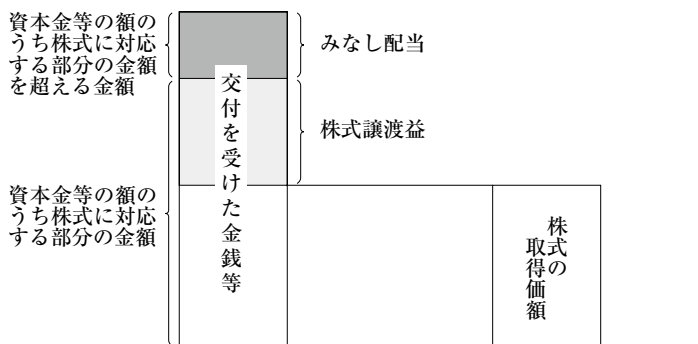 資本金等の額の
うち株式に対応
する部分の金額
を超える金額
みなし配当
交付を受けた金銭等
株式譲渡益
資本金等の額の
うち株式に対応
する部分の金額
株式の
取得価額